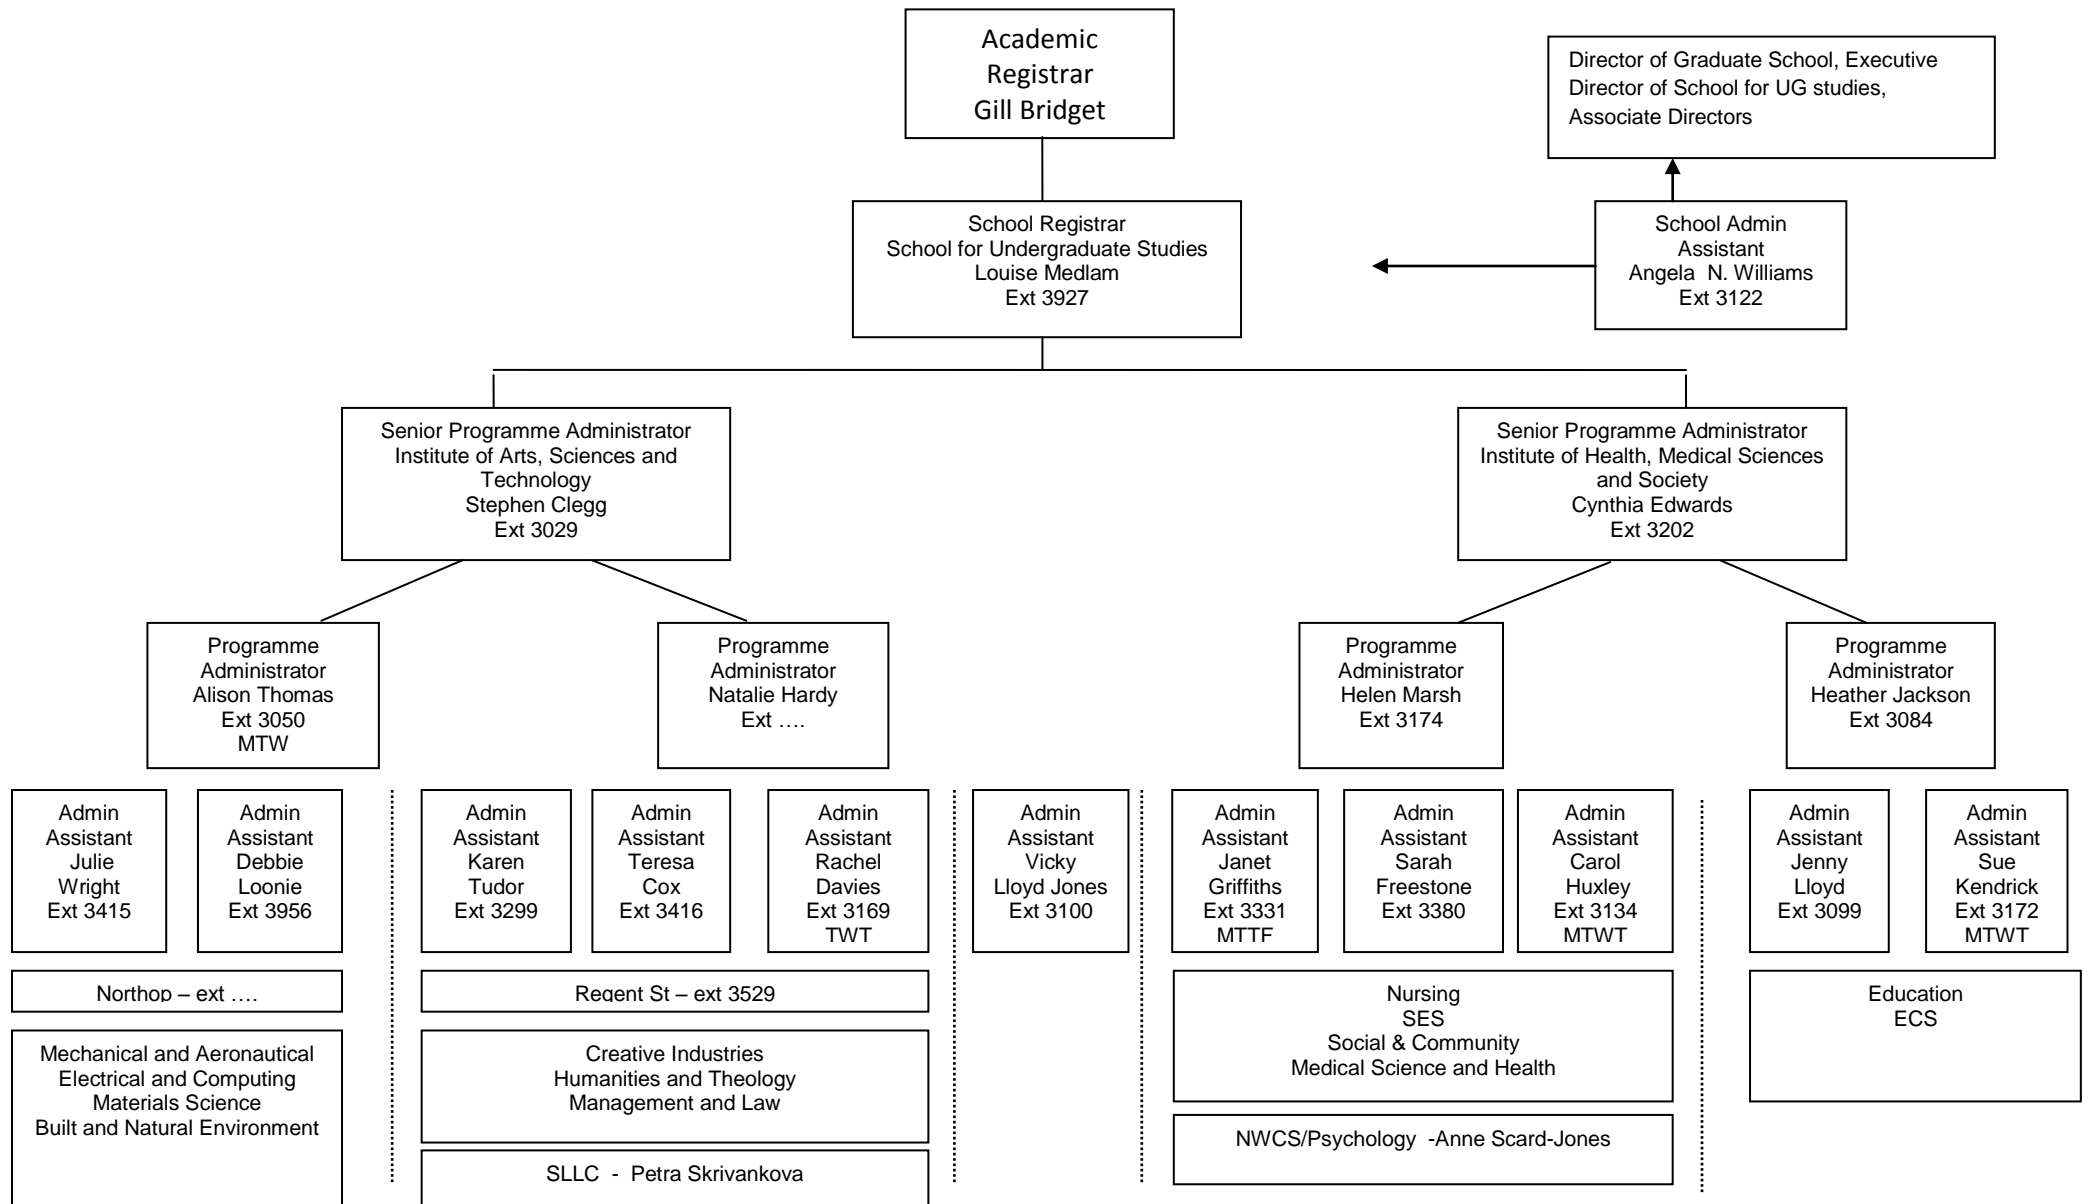 Academic
Registrar
Gill Bridget
Director of Graduate School, Executive
Director of School for UG studies,
Associate Directors
School Registrar
School for Undergraduate Studies
Louise Medlam
Ext 3927
School Admin
Assistant
Angela N. Williams
Ext 3122
Senior Programme Administrator
Institute of Arts, Sciences and
Technology
Stephen Clegg
Ext 3029
Senior Programme Administrator
Institute of Health, Medical Sciences
and Society
Cynthia Edwards
Ext 3202
Programme
Administrator
Alison Thomas
Ext 3050
MTW
Programme
Administrator
Natalie Hardy
Ext ….
Programme
Administrator
Helen Marsh
Ext 3174
Programme
Administrator
Heather Jackson
Ext 3084
Admin
Assistant
Julie
Wright
Ext 3415
Admin
Assistant
Debbie
Loonie
Ext 3956
Admin
Assistant
Karen
Tudor
Ext 3299
Admin
Assistant
Teresa
Cox
Ext 3416
Admin
Assistant
Rachel
Davies
Ext 3169
TWT
Admin
Assistant
Vicky
Lloyd Jones
Ext 3100
Admin
Assistant
Janet
Griffiths
Ext 3331
MTTF
Admin
Assistant
Sarah
Freestone
Ext 3380
Admin
Assistant
Carol
Huxley
Ext 3134
MTWT
Admin
Assistant
Jenny
Lloyd
Ext 3099
Admin
Assistant
Sue
Kendrick
Ext 3172
MTWT
Northop – ext ….
Regent St – ext 3529
Mechanical and Aeronautical
Electrical and Computing
Materials Science
Built and Natural Environment
Creative Industries
Humanities and Theology
Management and Law
SLLC - Petra Skrivankova
Nursing
SES
Social & Community
Medical Science and Health
NWCS/Psychology -Anne Scard-Jones
Education
ECS